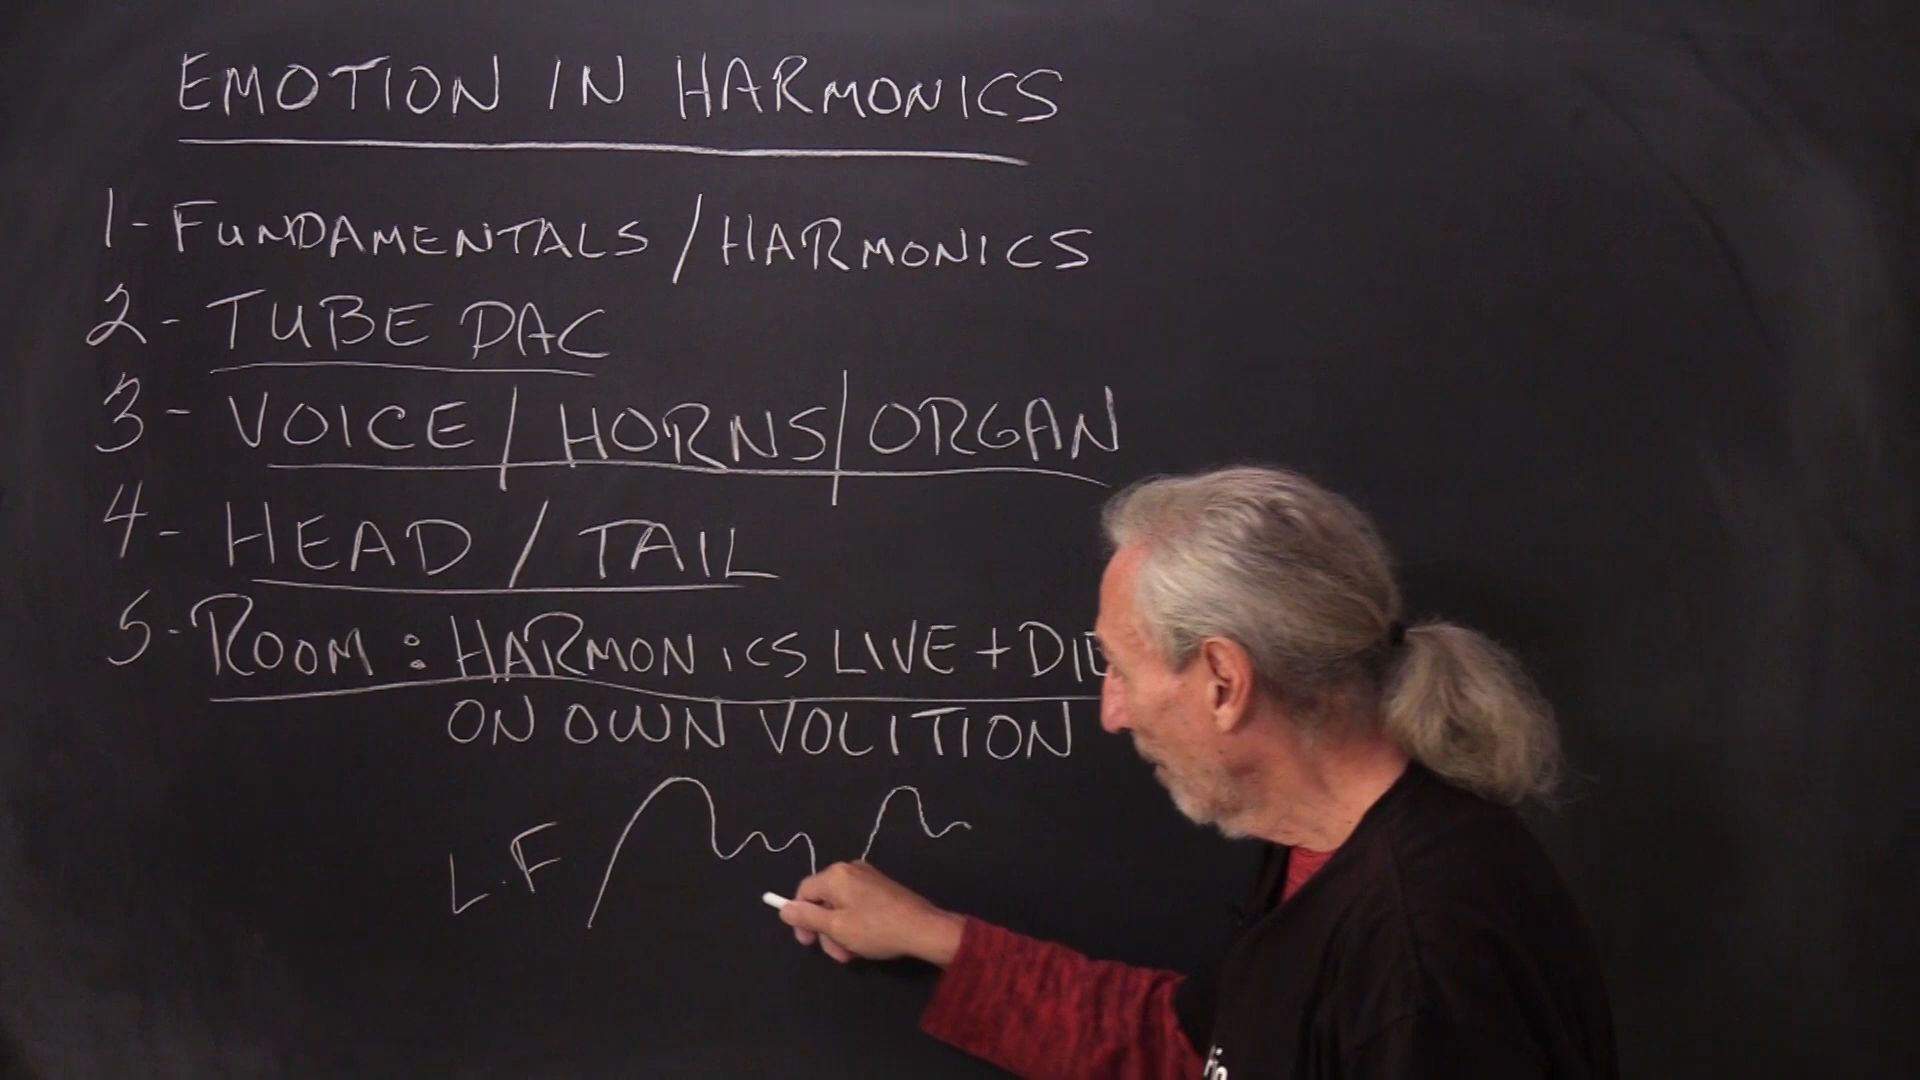 EMOTION IN HARMONICS
1- FUNDAMENTALS / HARMONICS
2- TUBE DAC
3- VOICE / HORNS / ORGAN
4- HEAD / TAIL
5- ROOM : HARMONICS LIVE + DIE
ON OWN VOLITION
L.F